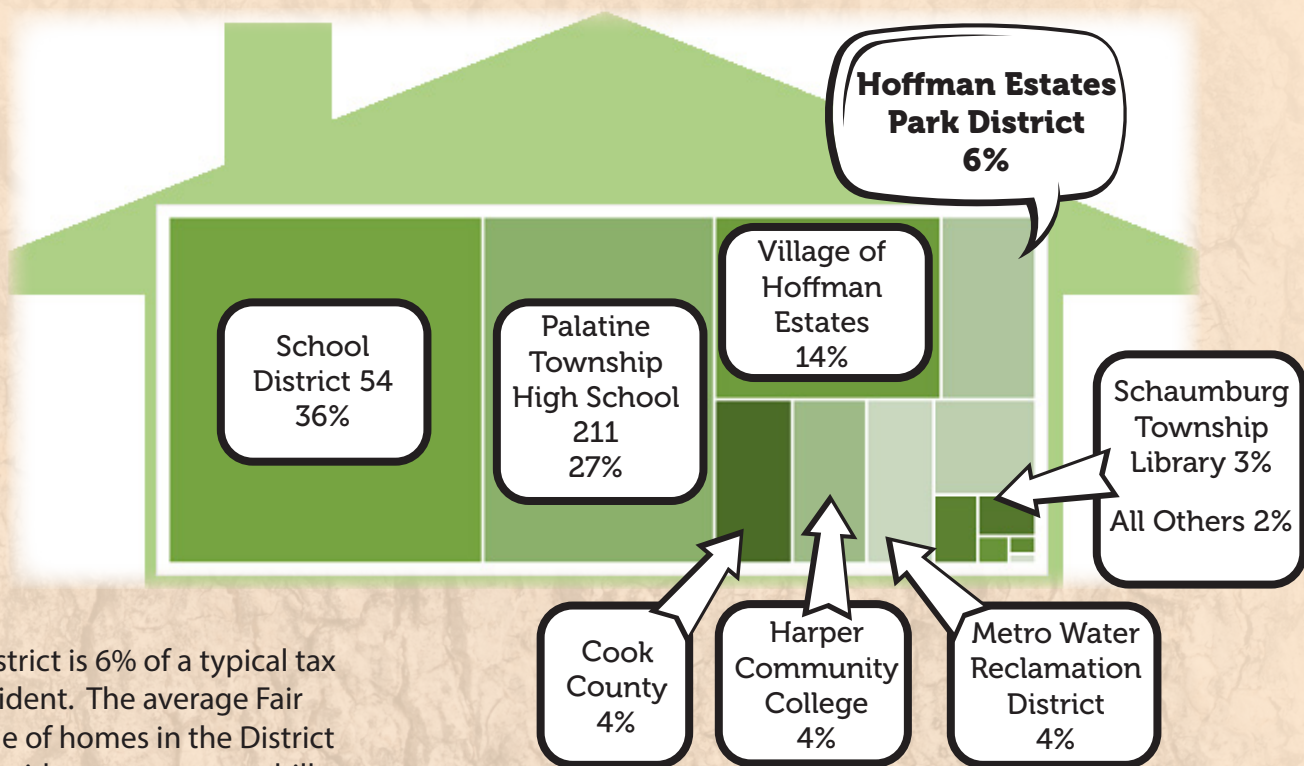 Hoffman Estates
Park District
6%
School
District 54
36%
Palatine
Township
High School
211
27%
Village of
Hoffman
Estates
14%
Schaumburg
Township
Library 3%
All Others 2%
Cook
County
4%
Harper
Community
College
4%
Metro Water
Reclamation
District
4%
is 6% of a typical tax
The average Fair
of homes in the District